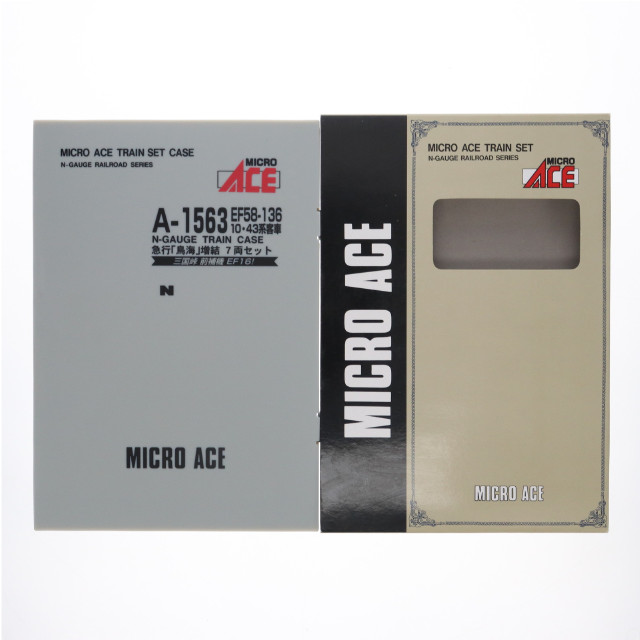 MICRO ACE TRAIN SET CASE
N-GAUGE RAILROAD SERIES
MICRO
ACE
A-1563 EF58-136
10・43系客車
N-GAUGE TRAIN CASE
急行「鳥海」増結 7両セット
三国峠 前補機 EF16!
N
MICRO ACE
MICRO ACE
MICRO ACE TRAIN SET
N-GAUGE RAILROAD SERIES
MICRO
ACE
MICRO ACE